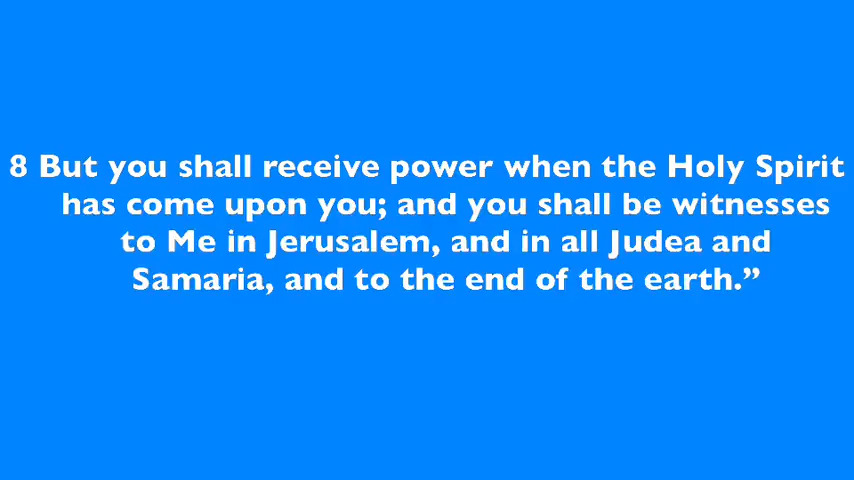 8 But you shall receive power when the Holy Spirit
has come upon you; and you shall be witnesses
to Me in Jerusalem, and in all Judea and
Samaria, and to the end of the earth.”